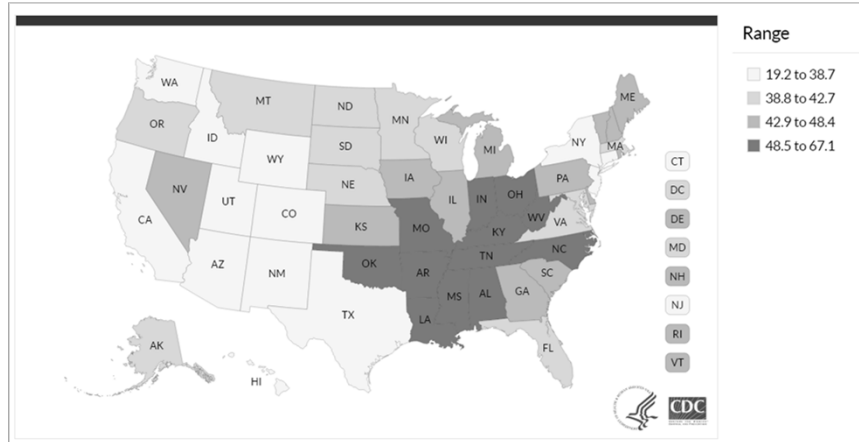 Range
19.2 to 38.7
38.8 to 42.7
42.9 to 48.4
48.5 to 67.1
WA
MT
ND
MN
ME
OR
ID
SD
WI
MI
NY
MA
WY
NE
IA
PA
NV
UT
CO
KS
IL
IN
OH
WV
VA
CA
MO
KY
AZ
NM
OK
AR
TN
NC
SC
TX
LA
MS
AL
GA
FL
AK
HI
CT
DC
DE
MD
NH
NJ
RI
VT
CDC